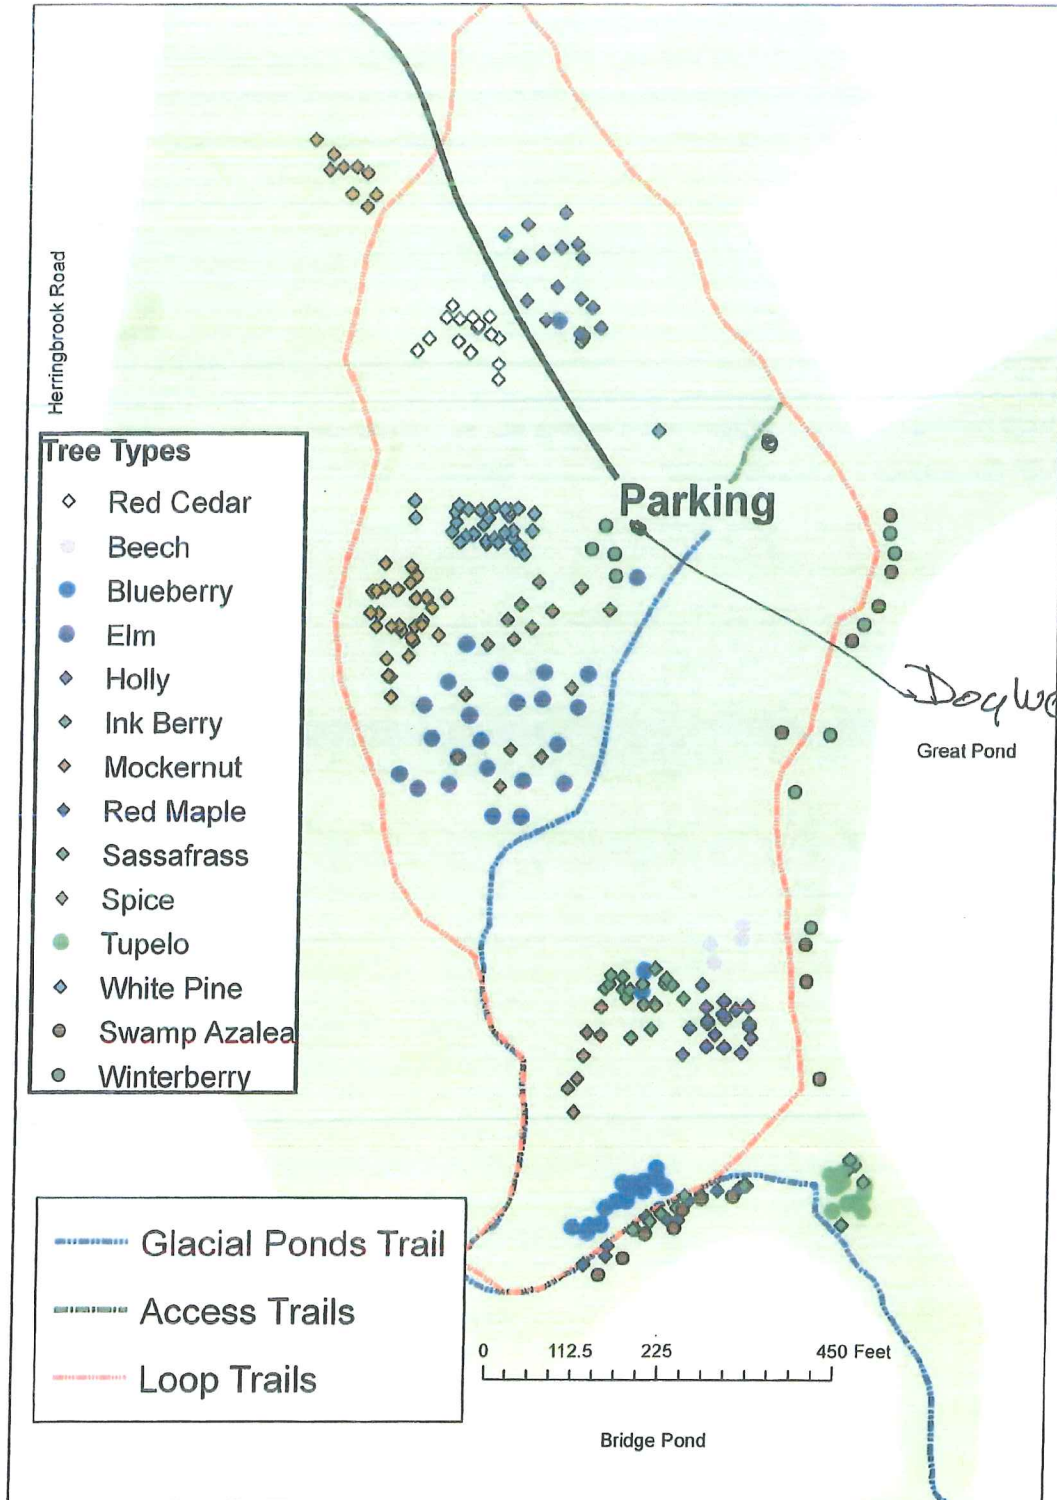 Herringbrook Road
Tree Types
Red Cedar
Beech
Blueberry
Elm
Holly
Ink Berry
Mockernut
Red Maple
Sassafrass
Spice
Tupelo
White Pine
Swamp Azalea
Winterberry
Parking
Great Pond
Glacial Ponds Trail
Access Trails
Loop Trails
0 112.5 225 450 Feet
Bridge Pond